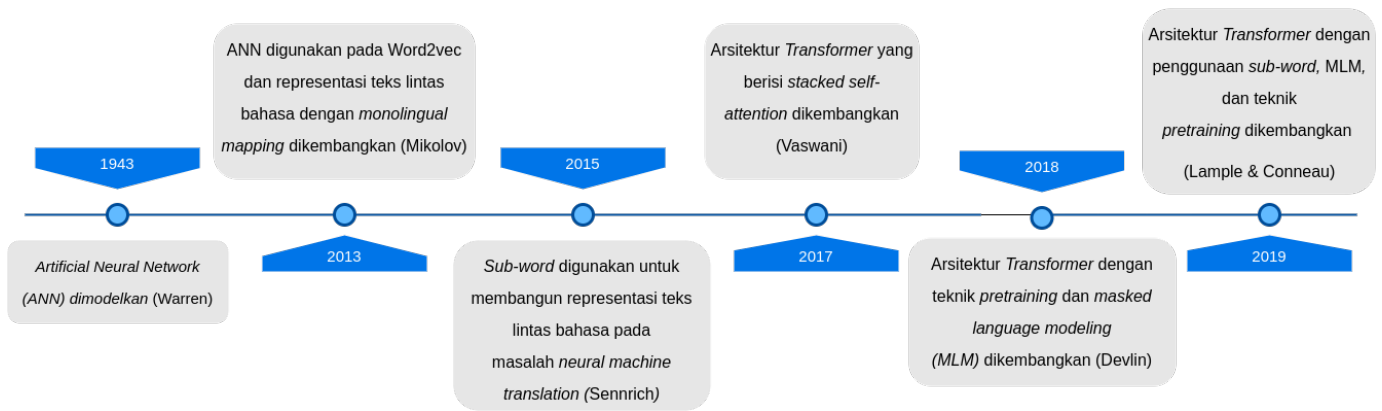 1943
Artificial Neural Network
(ANN) dimodelkan (Warren)
ANN digunakan pada Word2vec
dan representasi teks lintas
bahasa dengan monolingual
mapping dikembangkan (Mikolov)
2013
2015
Sub-word digunakan untuk
membangun representasi teks
lintas bahasa pada
masalah neural machine
translation (Sennrich)
Arsitektur Transformer yang
berisi stacked self-
attention dikembangkan
(Vaswani)
2017
2018
Arsitektur Transformer dengan
teknik pretraining dan masked
language modeling
(MLM) dikembangkan (Devlin)
Arsitektur Transformer dengan
penggunaan sub-word, MLM,
dan teknik
pretraining dikembangkan
(Lample & Conneau)
2019